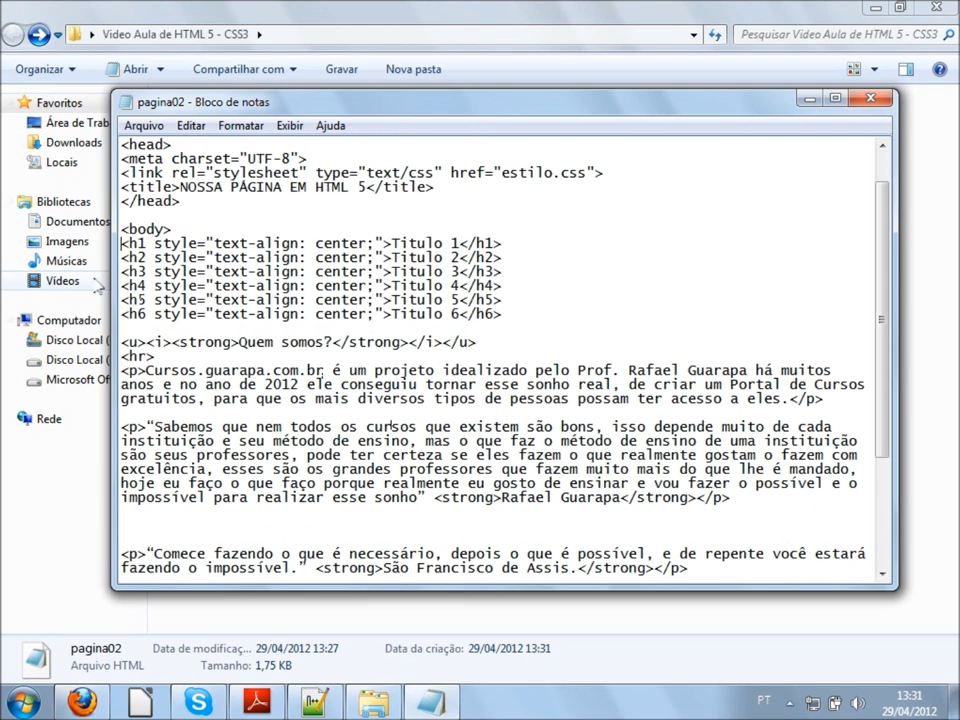 Video Aula de HTML 5 - CSS3
Pesquisar Video Aula de HTML 5 - CSS3
Organizar
Abrir
Compartilhar com
Gravar
Nova pasta
Favoritos
Área de Trab
Downloads
Locais
Bibliotecas
Documentos
Imagens
Músicas
Vídeos
Computador
Disco Local (
Disco Local (
Microsoft Of
Rede
pagina02 - Bloco de notas
Arquivo Editar Formatar Exibir Ajuda
<head>
<meta charset="UTF-8">
<link rel="stylesheet" type="text/css" href="estilo.css">
<title>NOSSA PÁGINA EM HTML 5</title>
</head>
<body>
<h1 style="text-align: center;">Titulo 1</h1>
<h2 style="text-align: center;">Titulo 2</h2>
<h3 style="text-align: center;">Titulo 3</h3>
<h4 style="text-align: center;">Titulo 4</h4>
<h5 style="text-align: center;">Titulo 5</h5>
<h6 style="text-align: center;">Titulo 6</h6>
<u><i><strong>Quem somos?</strong></i></u>
<hr>
<p>Cursos.guarapa.com.br é um projeto idealizado pelo Prof. Rafael Guarapa há muitos
anos e no ano de 2012 ele conseguiu tornar esse sonho real, de criar um Portal de Cursos
gratuitos, para que os mais diversos tipos de pessoas possam ter acesso a eles.</p>
<p>“Sabemos que nem todos os cursos que existem são bons, isso depende muito de cada
instituição e seu método de ensino, mas o que faz o método de ensino de uma instituição
são seus professores, pode ter certeza se eles fazem o que realmente gostam o fazem com
excelência, esses são os grandes professores que fazem muito mais do que lhe é mandado,
hoje eu faço o que faço porque realmente eu gosto de ensinar e vou fazer o possível e o
impossível para realizar esse sonho” <strong>Rafael Guarapa</strong></p>
<p>“Comece fazendo o que é necessário, depois o que é possível, e de repente você estará
fazendo o impossível.” <strong>São Francisco de Assis.</strong></p>
pagina02
Data de modificaç... 29/04/2012 13:27
Data da criação: 29/04/2012 13:31
Arquivo HTML
Tamanho: 1,75 KB
PT
13:31
29/04/2012